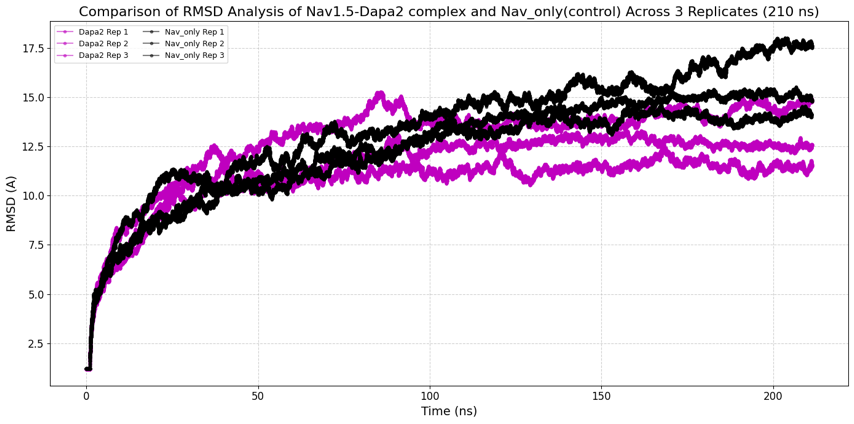 Comparison of RMSD Analysis of Nav1.5-Dapa2 complex and Nav_only(control) Across 3 Replicates (210 ns)
Dapa2 Rep 1 Nav_only Rep 1
Dapa2 Rep 2 Nav_only Rep 2
Dapa2 Rep 3 Nav_only Rep 3
17.5
15.0
12.5
10.0
7.5
5.0
2.5
RMSD (A)
0 50 100 150 200
Time (ns)